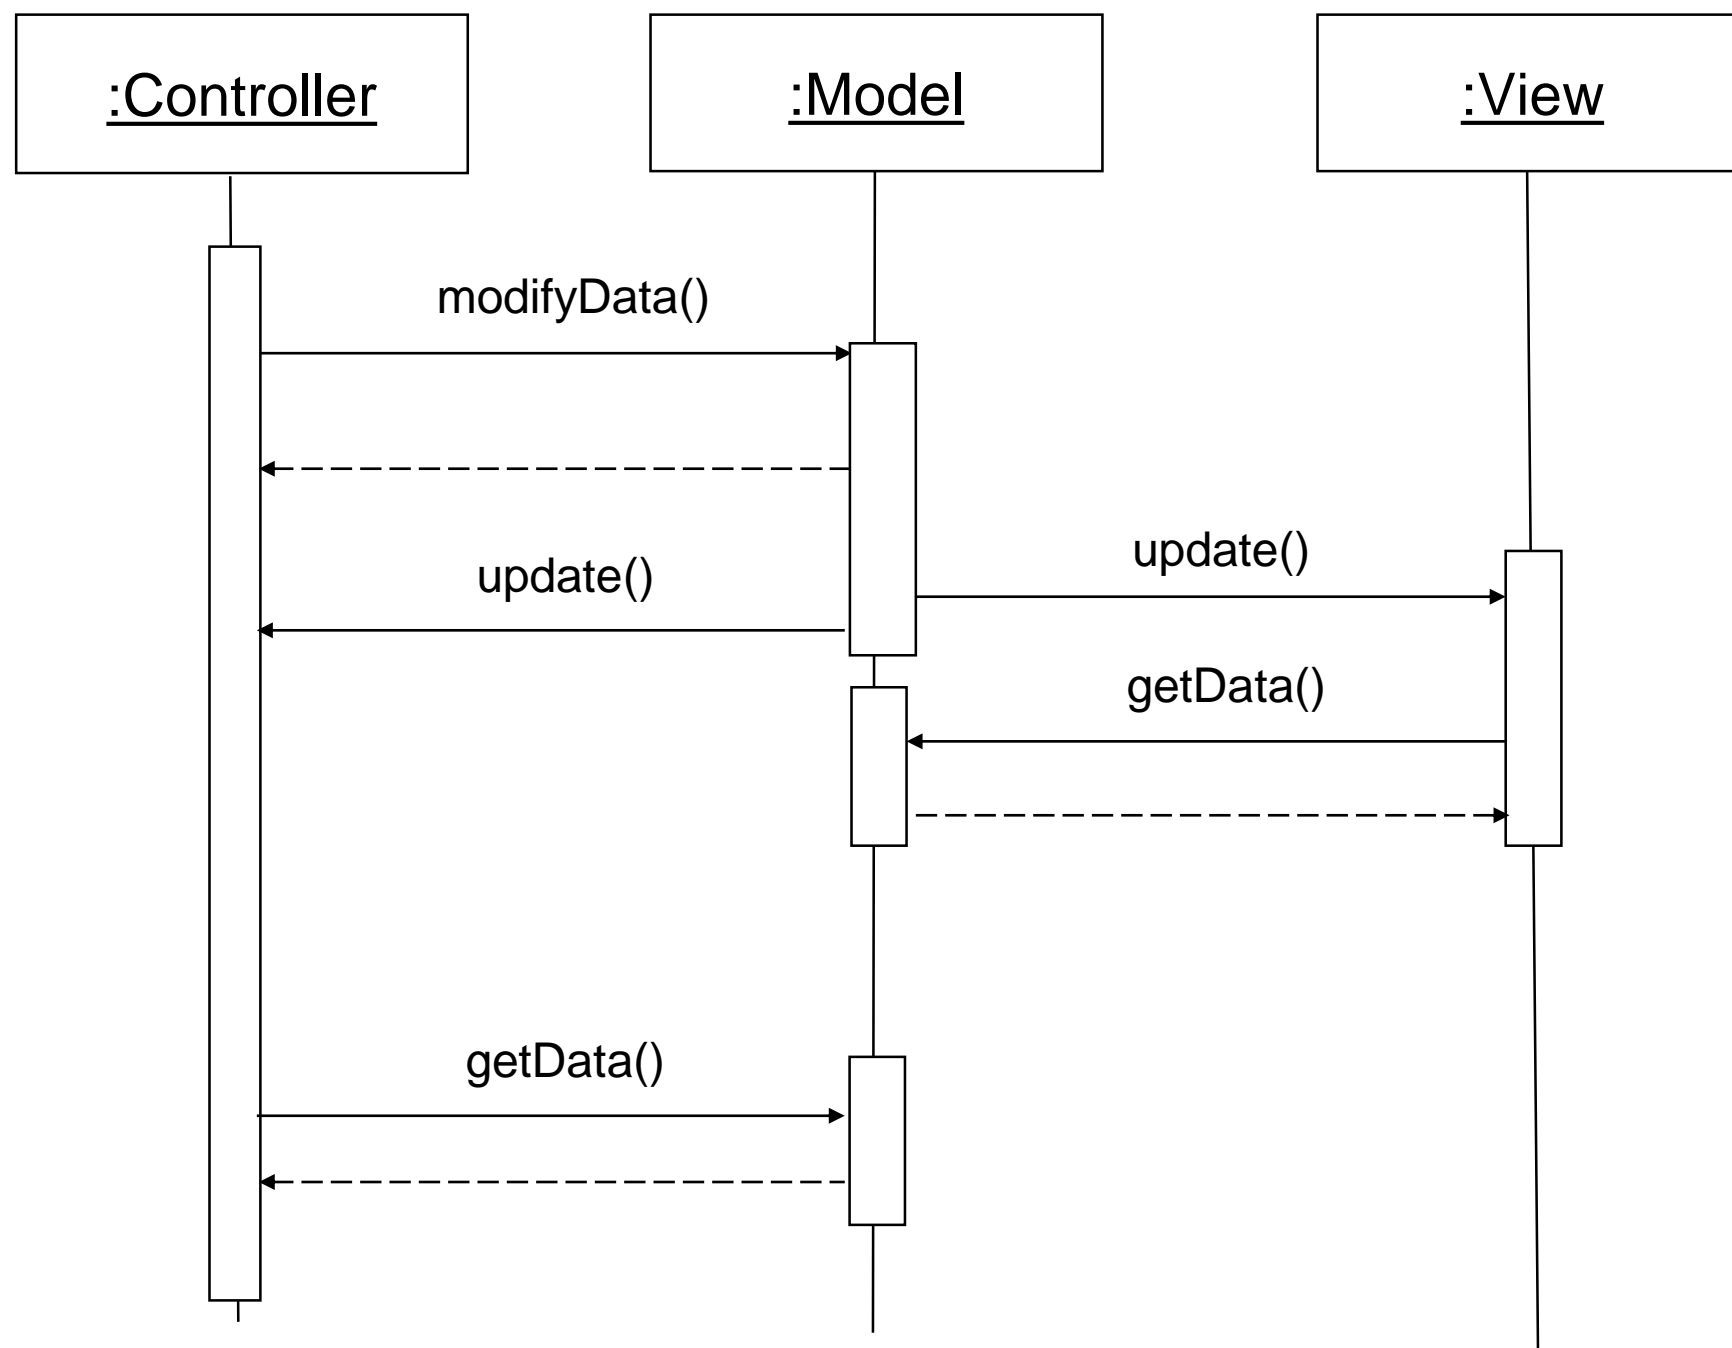 :Controller
:Model
:View
modifyData()
update()
update()
getData()
getData()